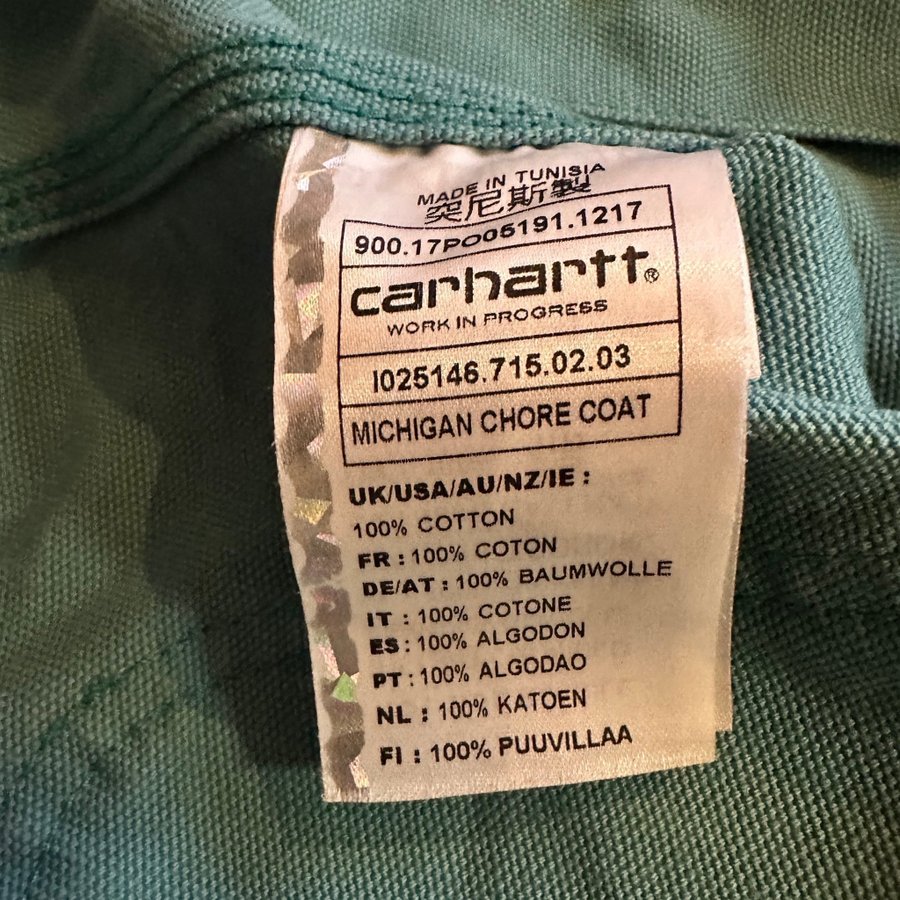 MADE IN TUNISIA
突尼斯製
900.17PO05191.1217
carhartt®
WORK IN PROGRESS
I025146.715.02.03
MICHIGAN CHORE COAT
UK/USA/AU/NZ/IE :
100% COTTON
FR : 100% COTON
DE/AT : 100% BAUMWOLLE
IT : 100% COTONE
ES : 100% ALGODON
PT : 100% ALGODAO
NL : 100% KATOEN
FI : 100% PUUVILLAA